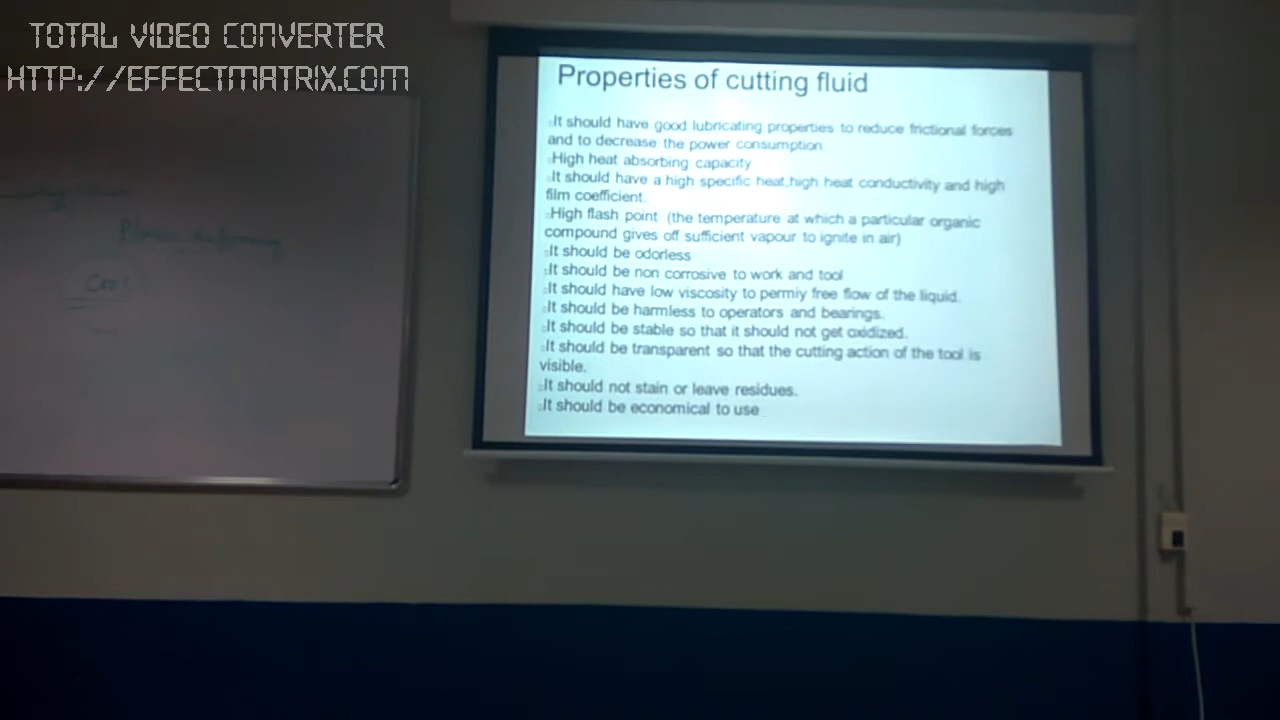 TOTAL VIDEO CONVERTER
HTTP://EFFECTMATRIX.COM
Properties of cutting fluid
It should have good lubricating properties to reduce frictional forces
and to decrease the power consumption
High heat absorbing capacity
It should have a high specific heat,high heat conductivity and high
film coefficient.
High flash point (the temperature at which a particular organic
compound gives off sufficient vapour to ignite in air)
It should be odorless
It should be non corrosive to work and tool
It should have low viscosity to permiy free flow of the liquid.
It should be harmless to operators and bearings.
It should be stable so that it should not get oxidized.
It should be transparent so that the cutting action of the tool is
visible.
It should not stain or leave residues.
It should be economical to use